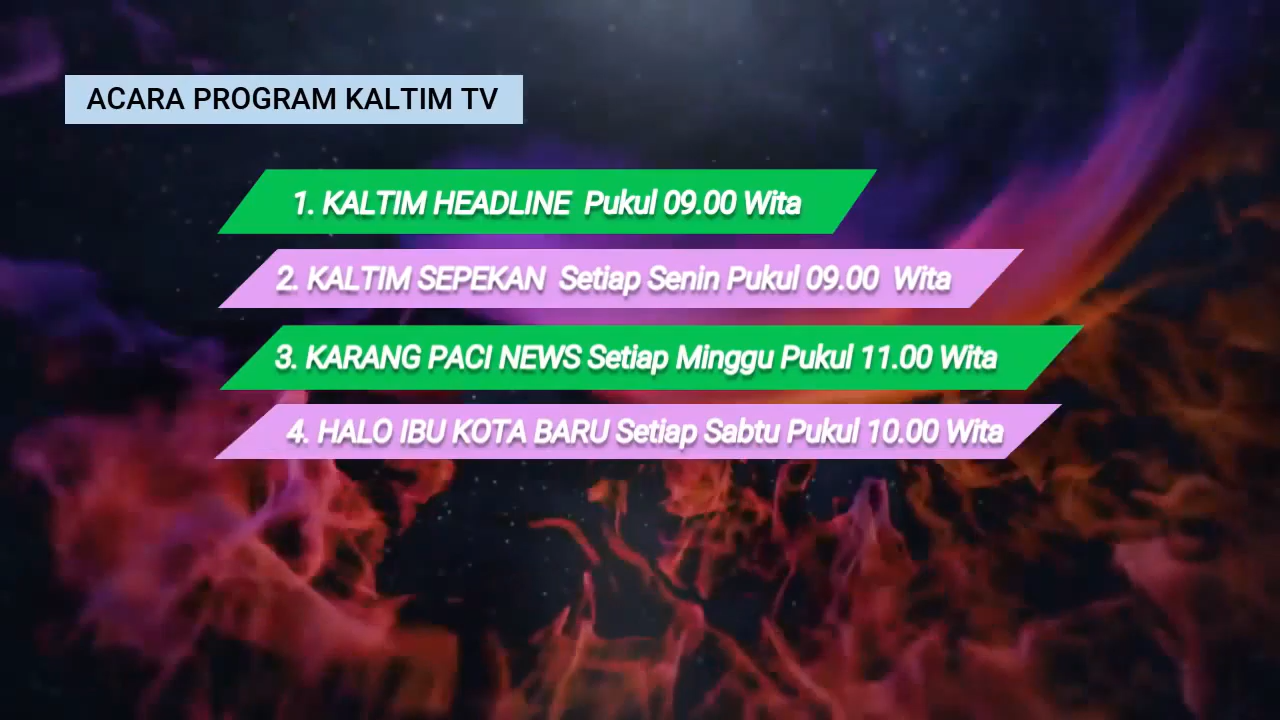 ACARA PROGRAM KALTIM TV
1. KALTIM HEADLINE Pukul 09.00 Wita
2. KALTIM SEPEKAN Setiap Senin Pukul 09.00 Wita
3. KARANG PACI NEWS Setiap Minggu Pukul 11.00 Wita
4. HALO IBU KOTA BARU Setiap Sabtu Pukul 10.00 Wita